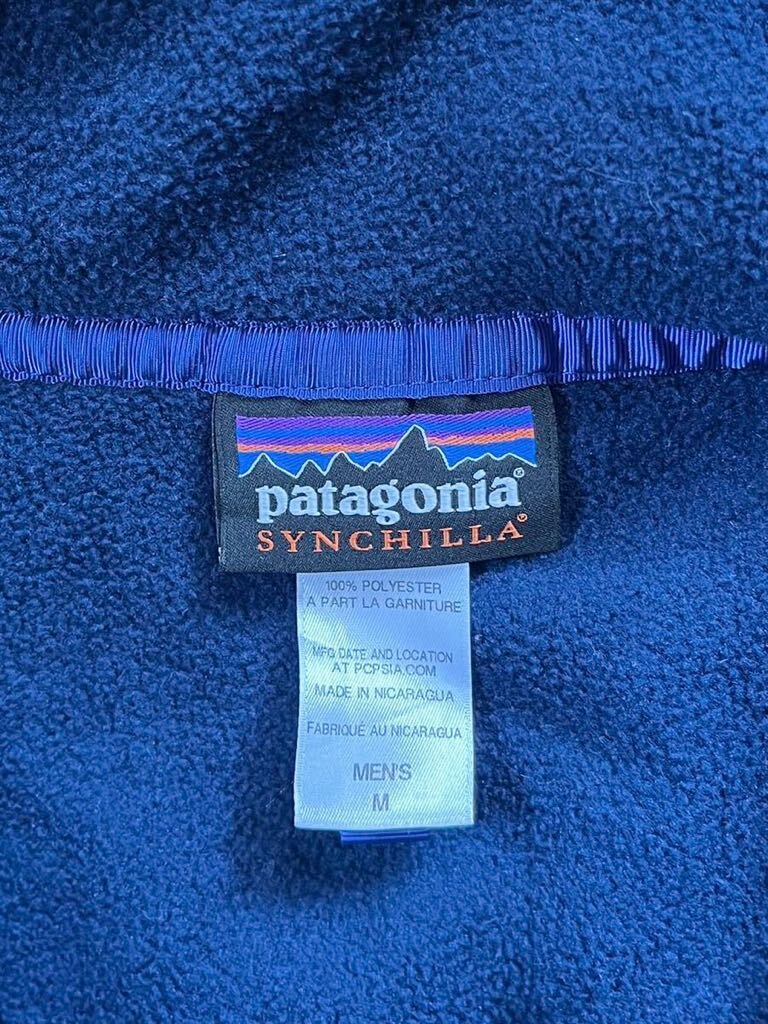 patagonia®
SYNCHILLA®
100% POLYESTER
A PART LA GARNITURE
MFG DATE AND LOCATION
AT PCPSIA.COM
MADE IN NICARAGUA
FABRIQUÉ AU NICARAGUA
MEN'S
M